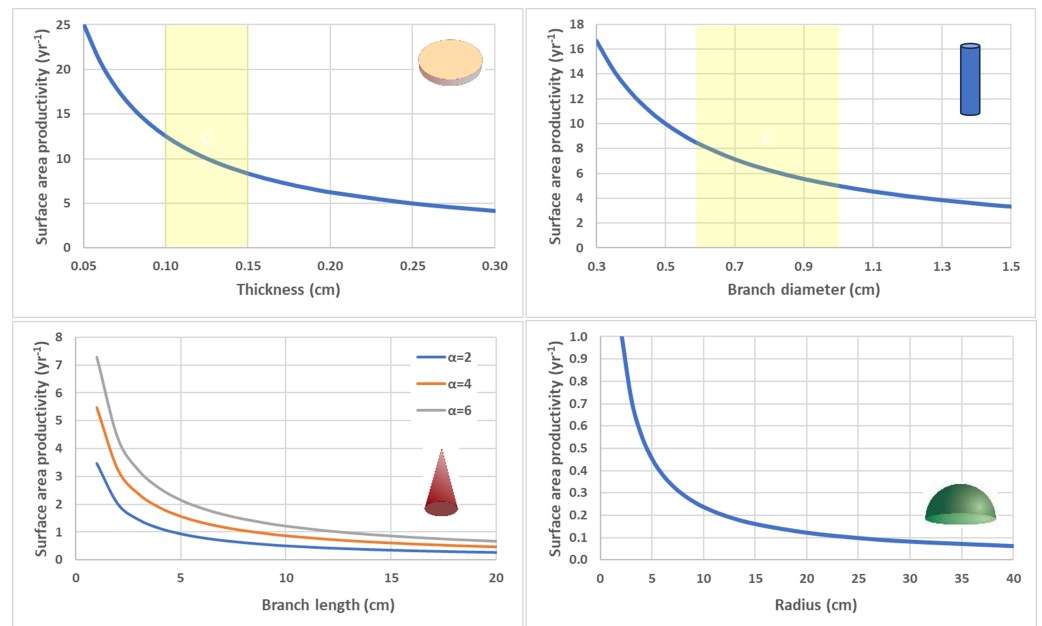 Surface area productivity (yr-1)
25
20
15
10
5
0
0.05 0.10 0.15 0.20 0.25 0.30
Thickness (cm)
Surface area productivity (yr-1)
18
16
14
12
10
8
6
4
2
0
0.3 0.5 0.7 0.9 1.1 1.3 1.5
Branch diameter (cm)
Surface area productivity (yr-1)
8
7
6
5
4
3
2
1
0
α=2
α=4
α=6
0 5 10 15 20
Branch length (cm)
Surface area productivity (yr-1)
1.0
0.9
0.8
0.7
0.6
0.5
0.4
0.3
0.2
0.1
0.0
0 5 10 15 20 25 30 35 40
Radius (cm)